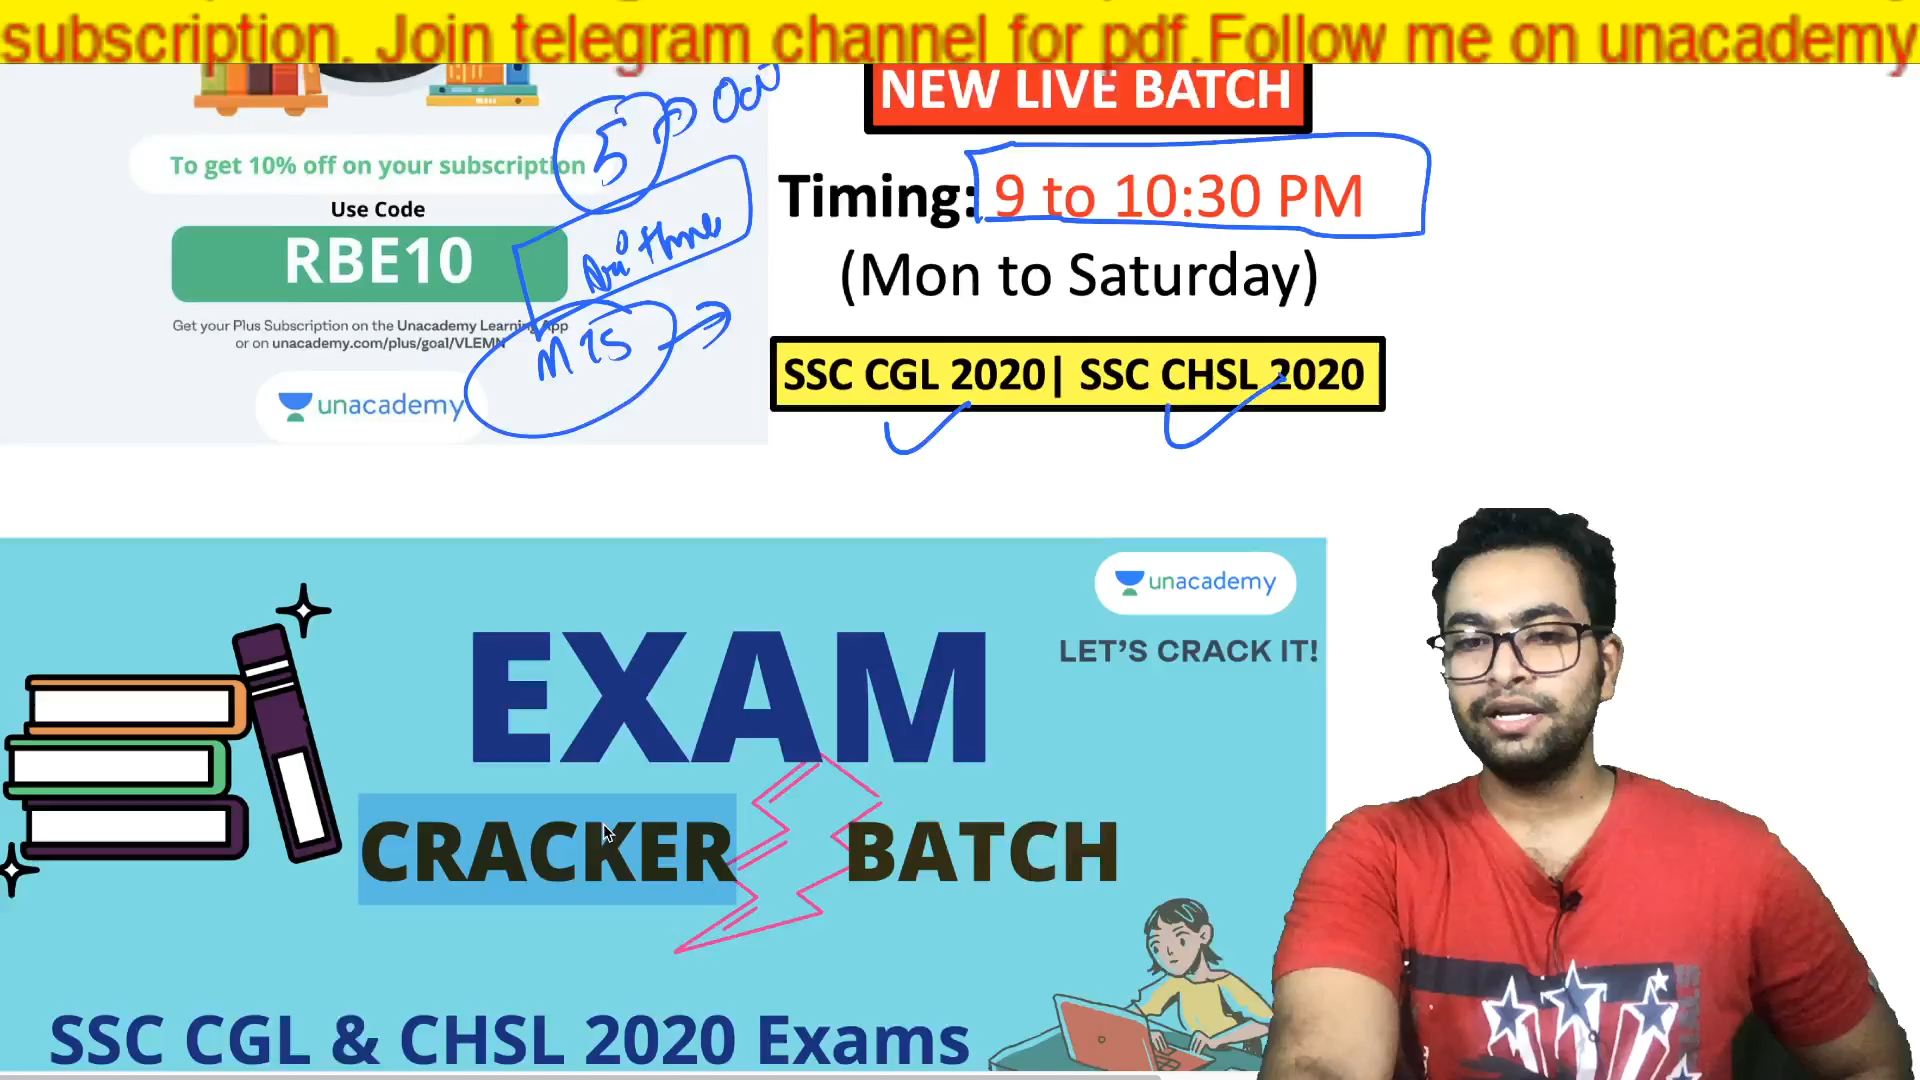 subscription. Join telegram channel for pdf.Follow me on unacademy
NEW LIVE BATCH
5 Oct
To get 10% off on your subscription
Use Code
RBE10
Get your Plus Subscription on the Unacademy Learning App
or on unacademy.com/plus/goal/VLEMN
unacademy
MTS
Timing: 9 to 10:30 PM
(Mon to Saturday)
SSC CGL 2020| SSC CHSL 2020
unacademy
LET'S CRACK IT!
EXAM
CRACKER BATCH
SSC CGL & CHSL 2020 Exams